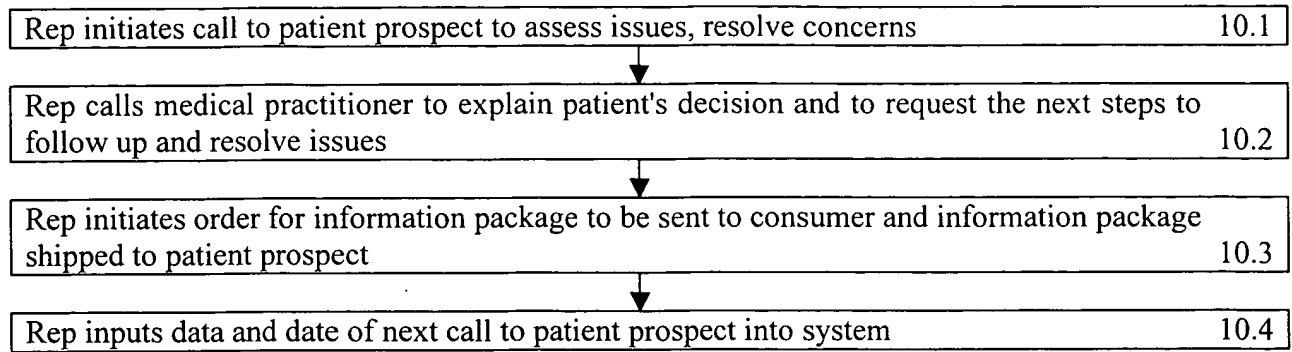 Rep initiates call to patient prospect to assess issues, resolve concerns 10.1
Rep calls medical practitioner to explain patient's decision and to request the next steps to
follow up and resolve issues 10.2
Rep initiates order for information package to be sent to consumer and information package
shipped to patient prospect 10.3
Rep inputs data and date of next call to patient prospect into system 10.4